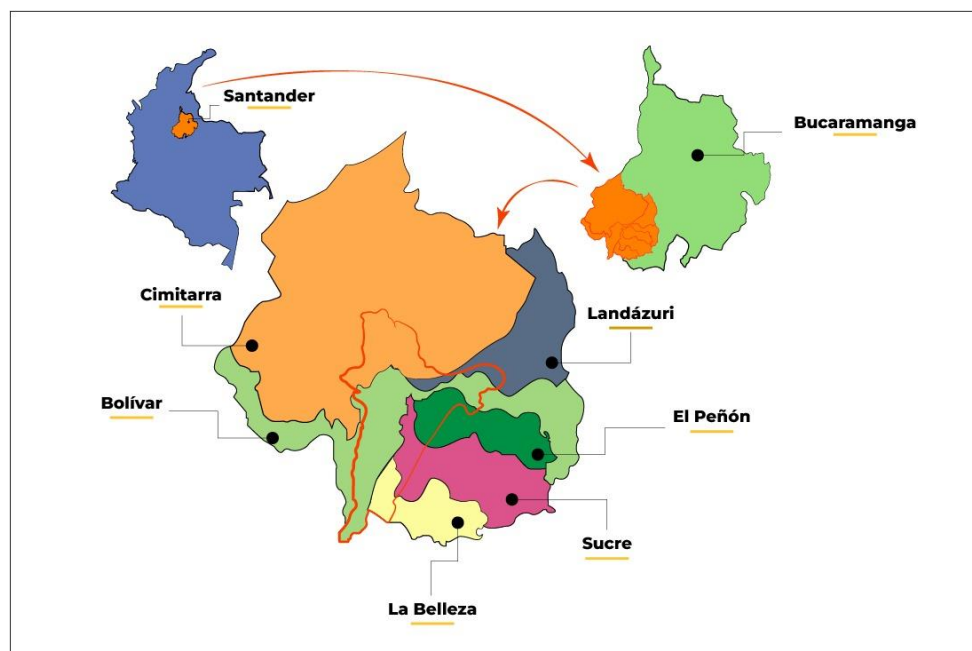 Santander
Bucaramanga
Cimitarra
Landázuri
Bolívar
El Peñón
Sucre
La Belleza